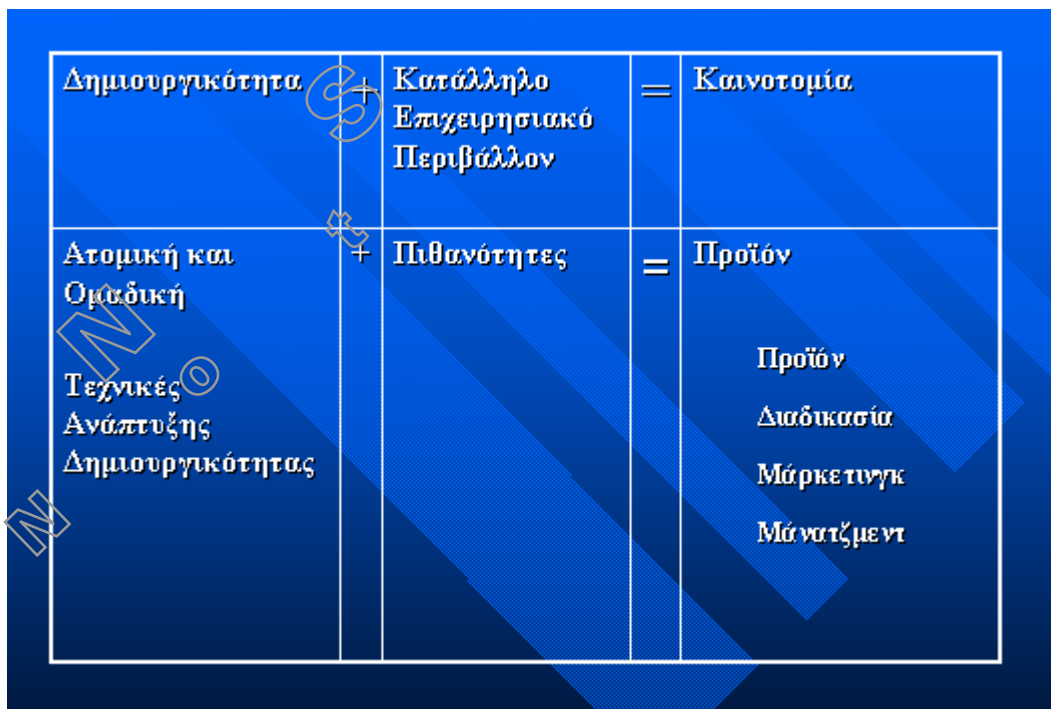 Δημιουργικότητα + Κατάλληλο = Καινοτομία
Επιχειρησιακό
Περιβάλλον
Ατομική και + Πιθανότητες = Προϊόν
Ομαδική
Προϊόν
Τεχνικές
Διαδικασία
Ανάπτυξης
Δημιουργικότητας
Μάρκετινγκ
Μάνατζμεντ
S
t
N
o
N